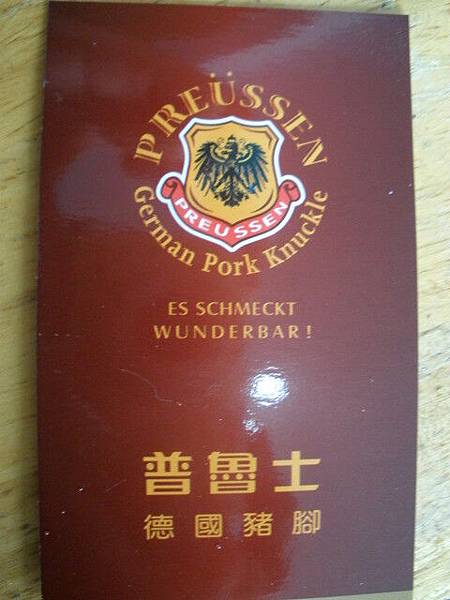 PREÜSSEN
PREUSSEN
German Pork Knuckle
ES SCHMECKT
WUNDERBAR!
普魯士
德國豬腳